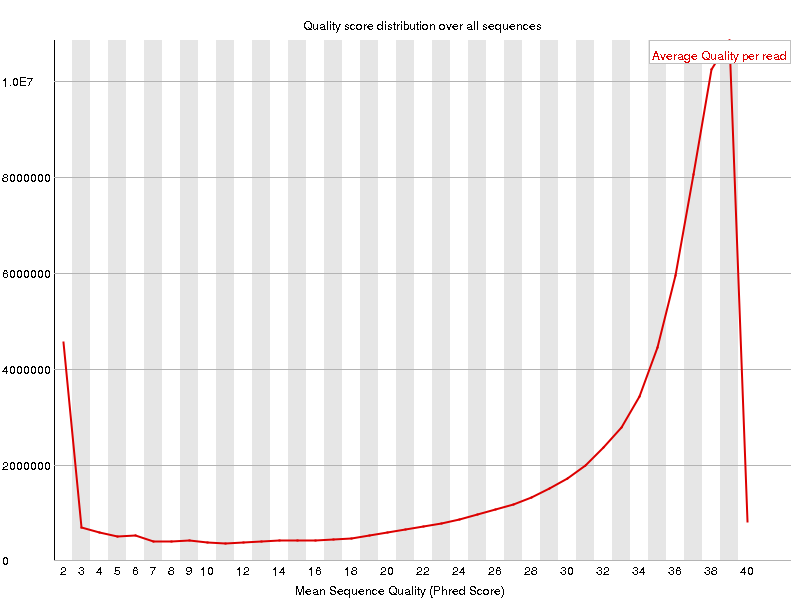 Quality score distribution over all sequences
Average Quality per read
1.0E7
8000000
6000000
4000000
2000000
0
2 3 4 5 6 7 8 9 10 12 14 16 18 20 22 24 26 28 30 32 34 36 38 40
Mean Sequence Quality (Phred Score)